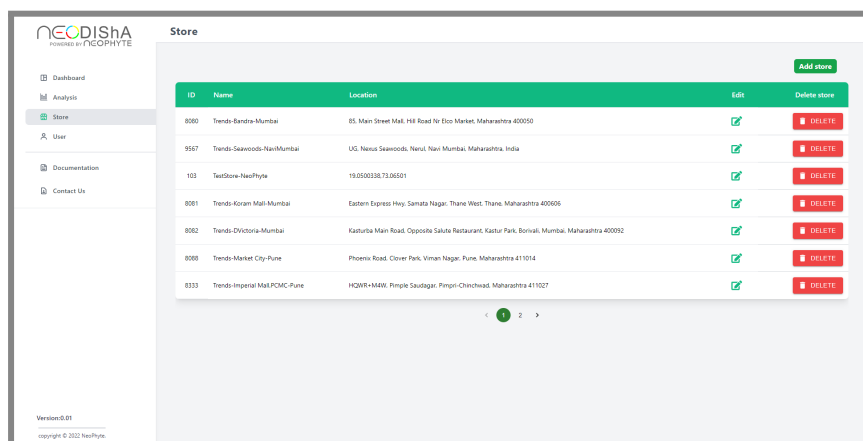 NEODISHA
POWERED BY NEOPHYTE
Dashboard
Analysis
Store
User
Documentation
Contact Us
Version:0.01
copyright © 2022 NeoPhyte.
Store
Add store
ID Name Location Edit Delete store
8080 Trends-Bandra-Mumbai 85, Main Street Mall, Hill Road Nr Elco Market, Maharashtra 400050 DELETE
9567 Trends-Seawoods-NaviMumbai UG, Nexus Seawoods, Nerul, Navi Mumbai, Maharashtra, India DELETE
103 TestStore-NeoPhyte 19.0500338,73.06501 DELETE
8081 Trends-Koram Mall-Mumbai Eastern Express Hwy, Samata Nagar, Thane West, Thane, Maharashtra 400606 DELETE
8082 Trends-DVictoria-Mumbai Kasturba Main Road, Opposite Salute Restaurant, Kastur Park, Borivali, Mumbai, Maharashtra 400092 DELETE
8088 Trends-Market City-Pune Phoenix Road, Clover Park, Viman Nagar, Pune, Maharashtra 411014 DELETE
8333 Trends-Imperial Mall,PCMC-Pune HQWR+M4W, Pimple Saudagar, Pimpri-Chinchwad, Maharashtra 411027 DELETE
‹ 1 2 ›